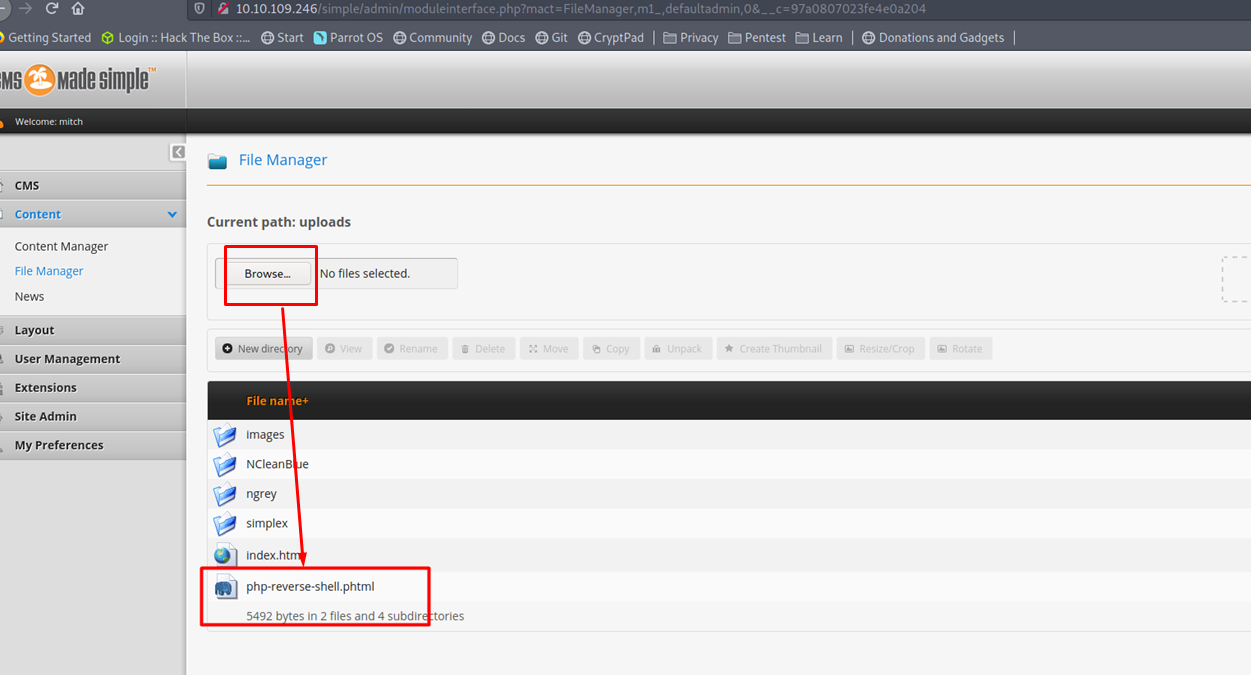 10.10.109.246/simple/admin/moduleinterface.php?mact=FileManager,m1_,defaultadmin,0&__c=97a0807023fe4e0a204
Getting Started Login :: Hack The Box ::... Start Parrot OS Community Docs Git CryptPad Privacy Pentest Learn Donations and Gadgets
MS Made Simple™
Welcome: mitch
File Manager
CMS
Content
Content Manager
File Manager
News
Layout
User Management
Extensions
Site Admin
My Preferences
Current path: uploads
Browse... No files selected.
New directory View Rename Delete Move Copy Unpack Create Thumbnail Resize/Crop Rotate
File name+
images
NCleanBlue
ngrey
simplex
index.html
php-reverse-shell.phtml
5492 bytes in 2 files and 4 subdirectories